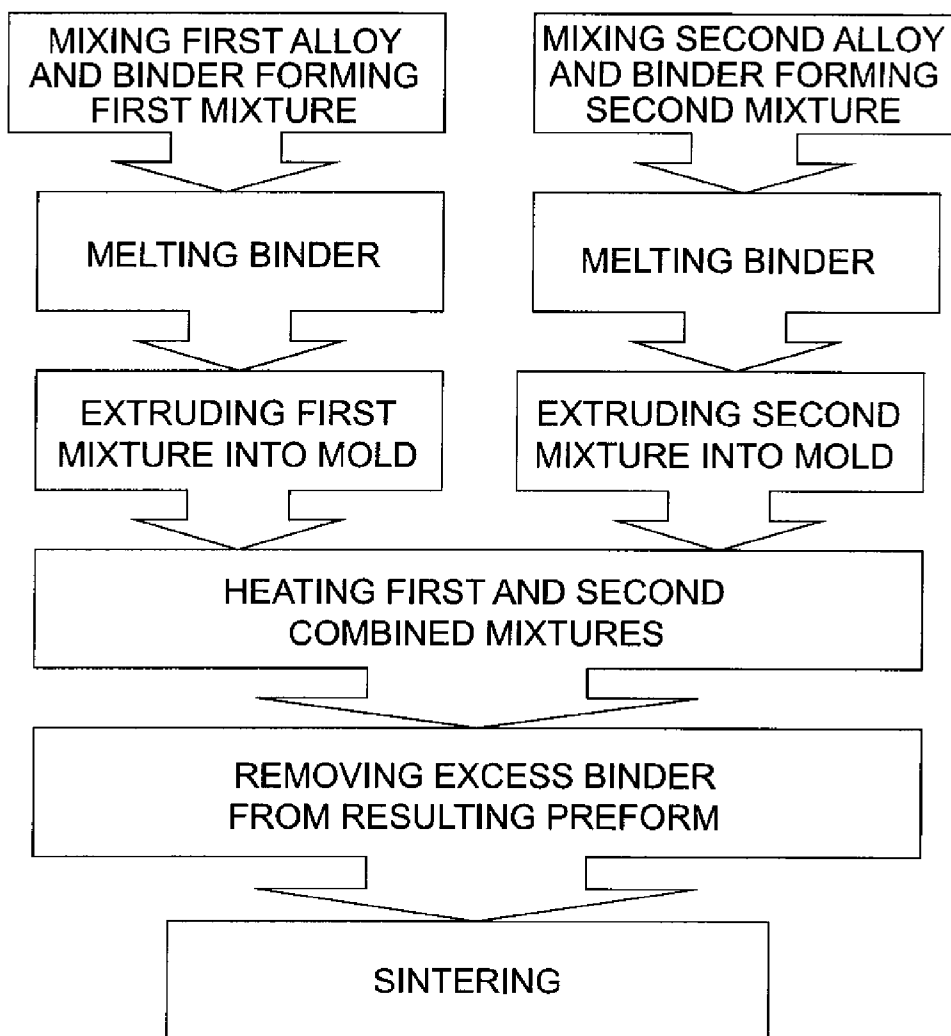 MIXING FIRST ALLOY
AND BINDER FORMING
FIRST MIXTURE
MIXING SECOND ALLOY
AND BINDER FORMING
SECOND MIXTURE
MELTING BINDER
MELTING BINDER
EXTRUDING FIRST
MIXTURE INTO MOLD
EXTRUDING SECOND
MIXTURE INTO MOLD
HEATING FIRST AND SECOND
COMBINED MIXTURES
REMOVING EXCESS BINDER
FROM RESULTING PREFORM
SINTERING